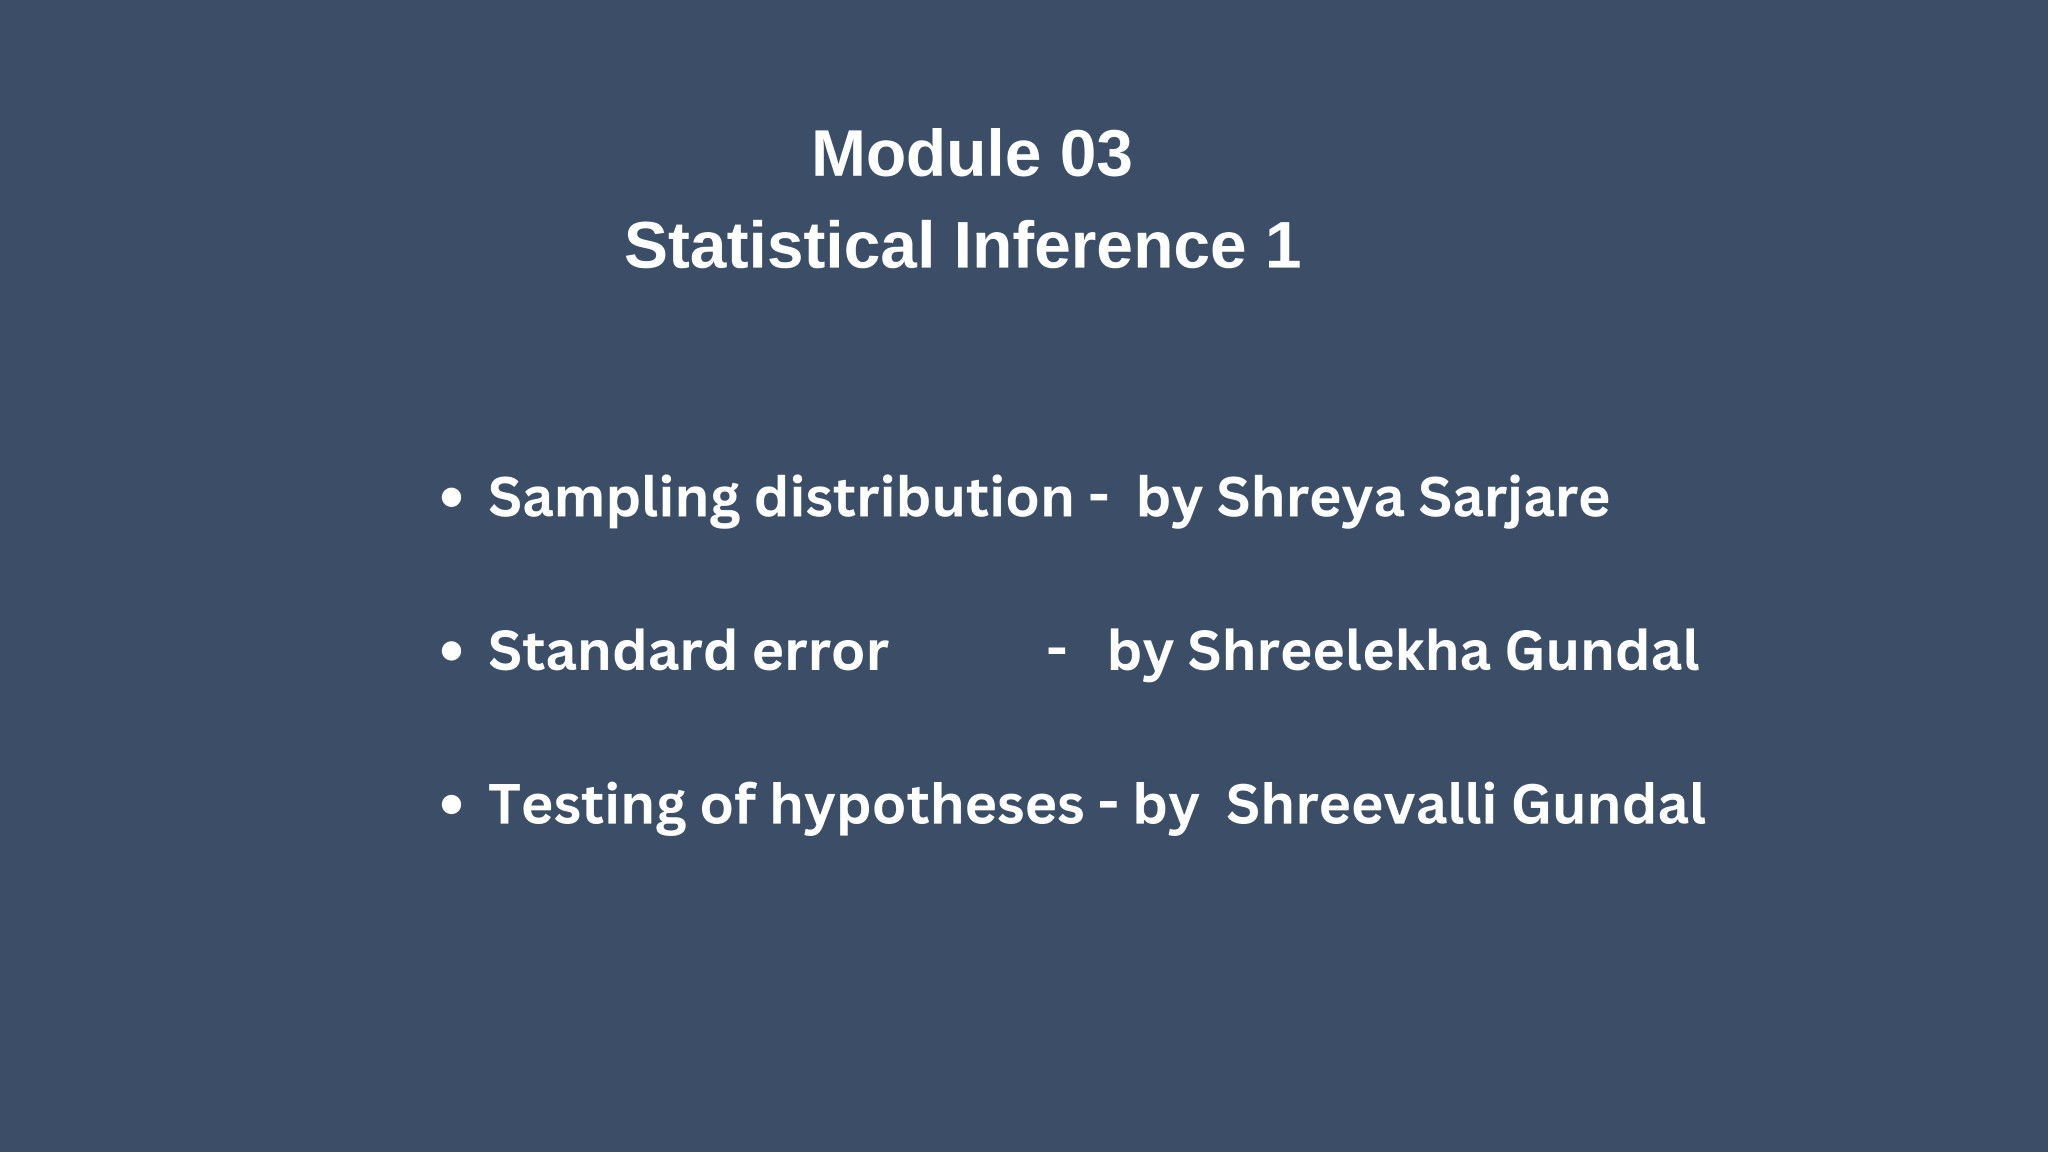 Module 03
Statistical Inference 1
• Sampling distribution - by Shreya Sarjare
• Standard error - by Shreelekha Gundal
• Testing of hypotheses - by Shreevalli Gundal